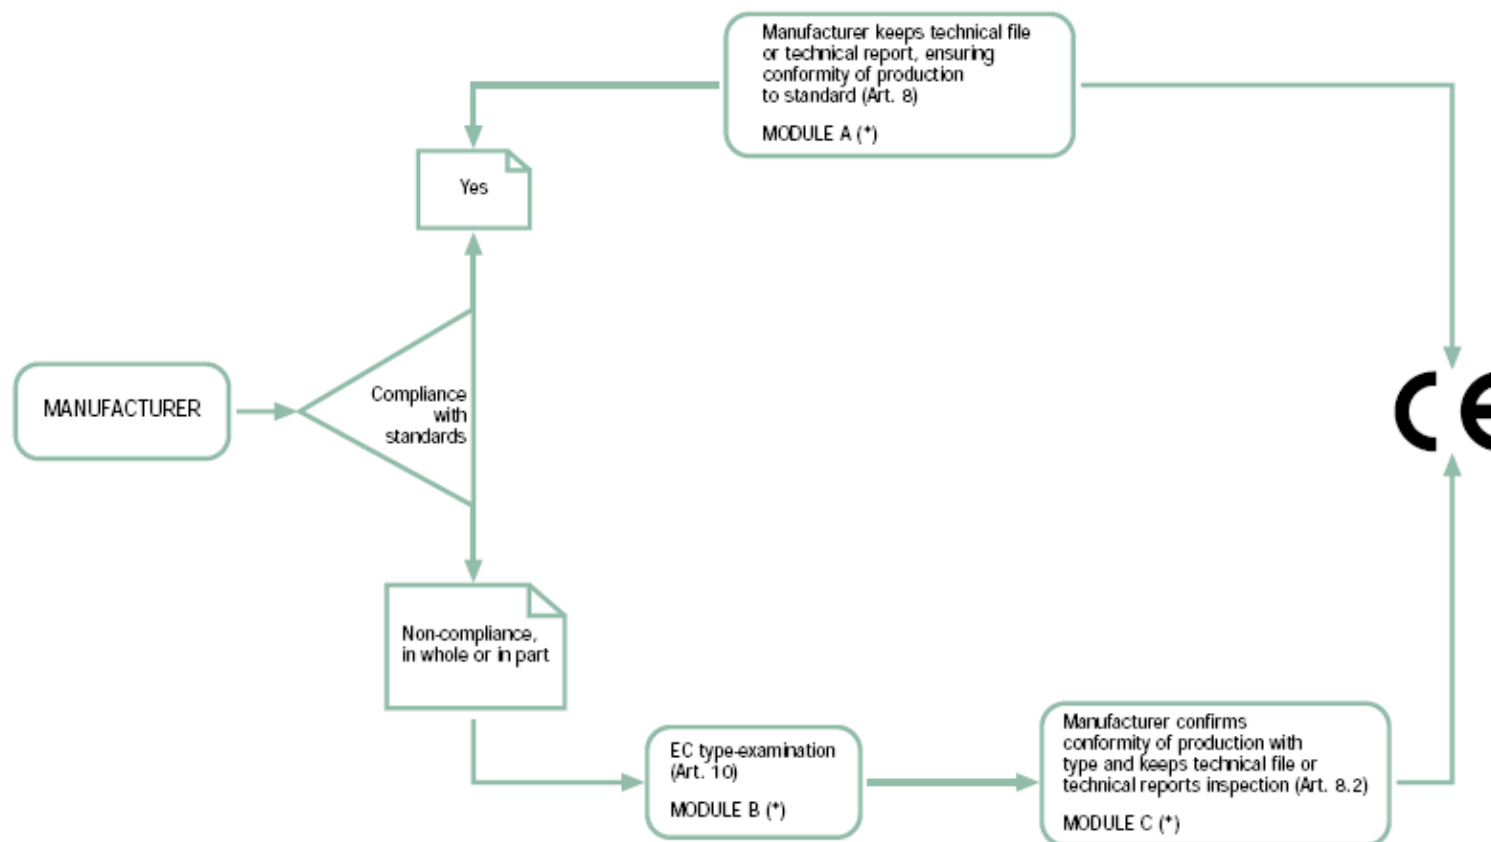 Manufacturer keeps technical file
or technical report, ensuring
conformity of production
to standard (Art. 8)
MODULE A (*)
Yes
MANUFACTURER
Compliance
with
standards
CE
Non-compliance,
in whole or in part
EC type-examination
(Art. 10)
MODULE B (*)
Manufacturer confirms
conformity of production with
type and keeps technical file or
technical reports inspection (Art. 8.2)
MODULE C (*)